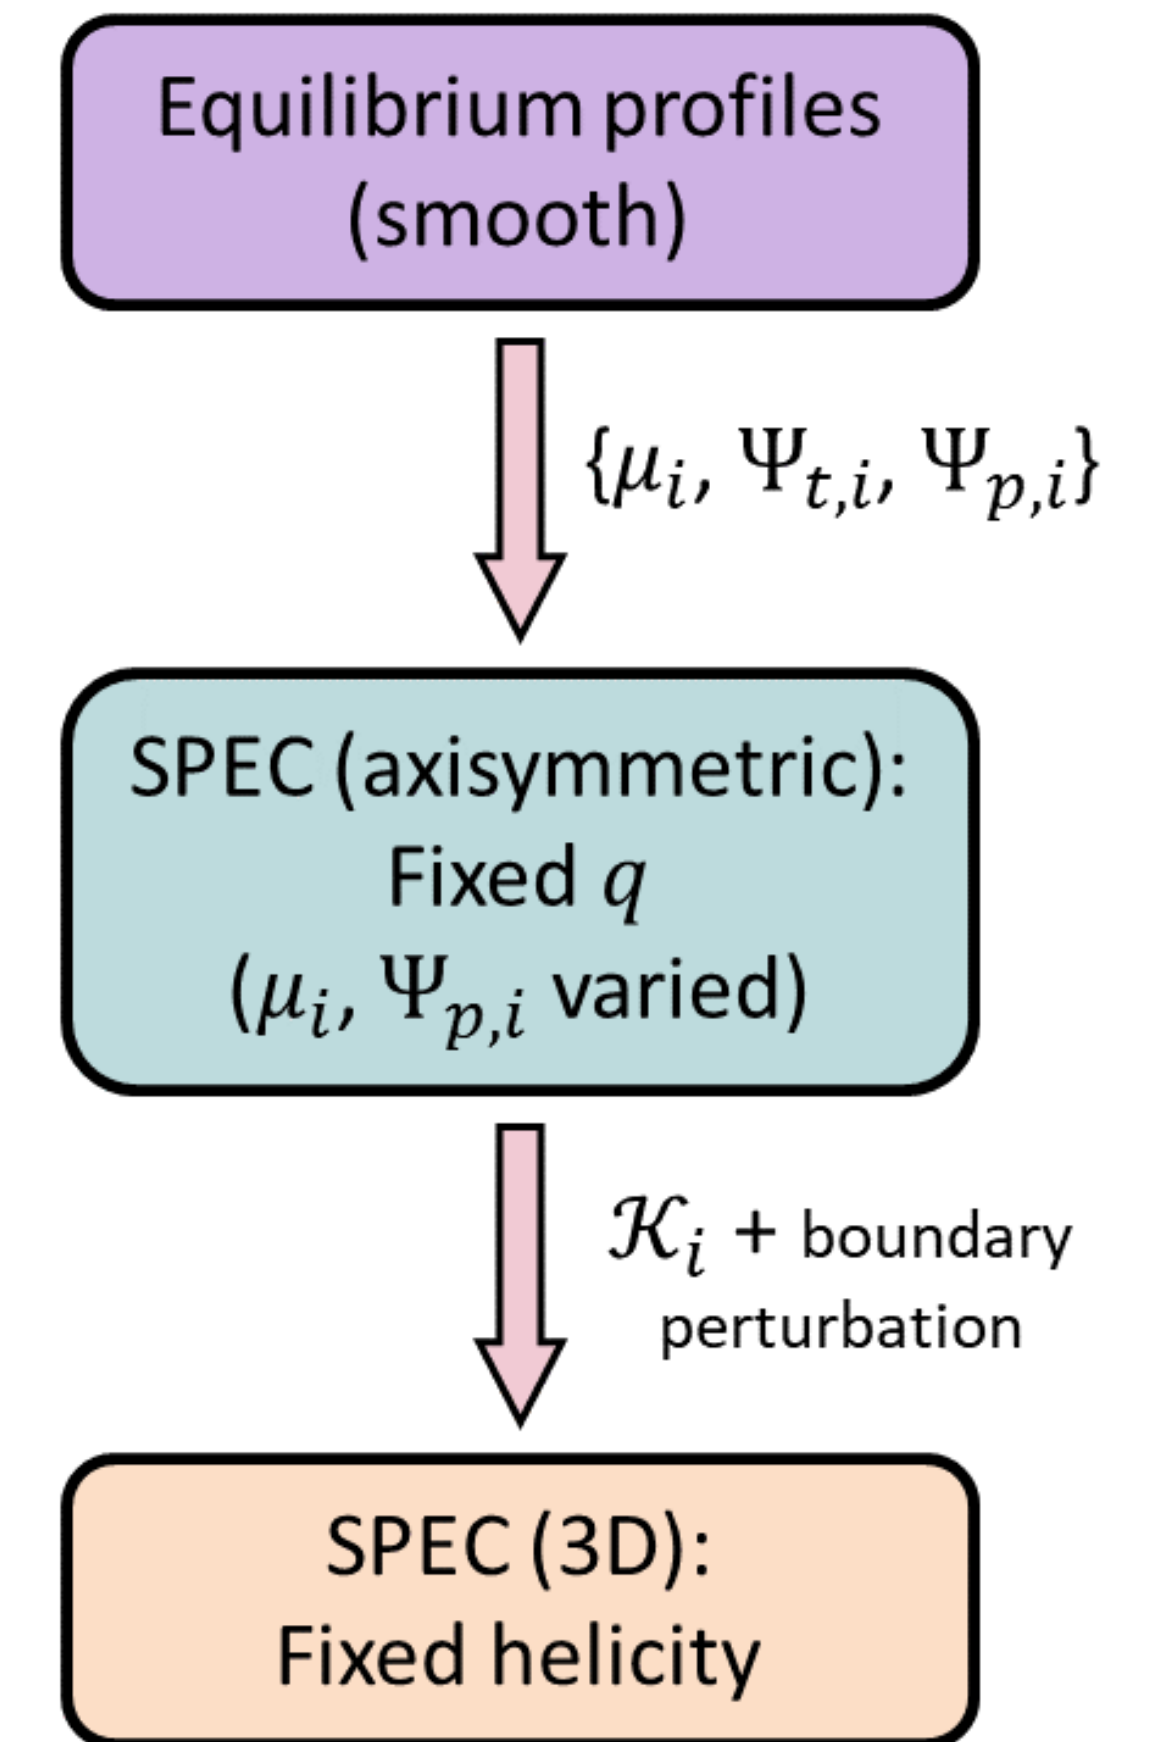 Equilibrium profiles
(smooth)
{μᵢ, Ψₜ,ᵢ, Ψₚ,ᵢ}
SPEC (axisymmetric):
Fixed q
(μᵢ, Ψₚ,ᵢ varied)
𝒦ᵢ + boundary
perturbation
SPEC (3D):
Fixed helicity